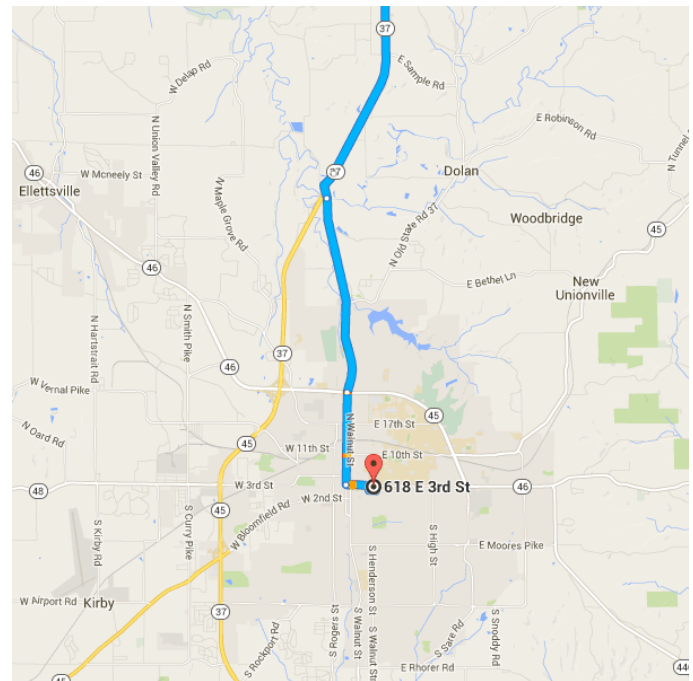 37
E Sample Rd
W Delap Rd
N Union Valley Rd
E Robinson Rd
N Tunnel
46
W Mcneely St
Ellettsville
N Maple Grove Rd
Dolan
Woodbridge
N Old State Rd 37
45
46
E Bethel Ln
New
Unionville
N Hartstrait Rd
N Smith Pike
37
46
W Vernal Pike
N Walnut St
E 17th St
45
N Oard Rd
45
W 11th St
E 10th St
48
W 3rd St
618 E 3rd St
46
W 2nd St
W Bloomfield Rd
S Kirby Rd
S Curry Pike
S High St
E Moores Pike
S Henderson St
W Airport Rd
Kirby
37
S Rogers St
S Walnut St
S Walnut St
S Rockport Rd
S Sare Rd
S Snoddy Rd
E Rhorer Rd
45
446